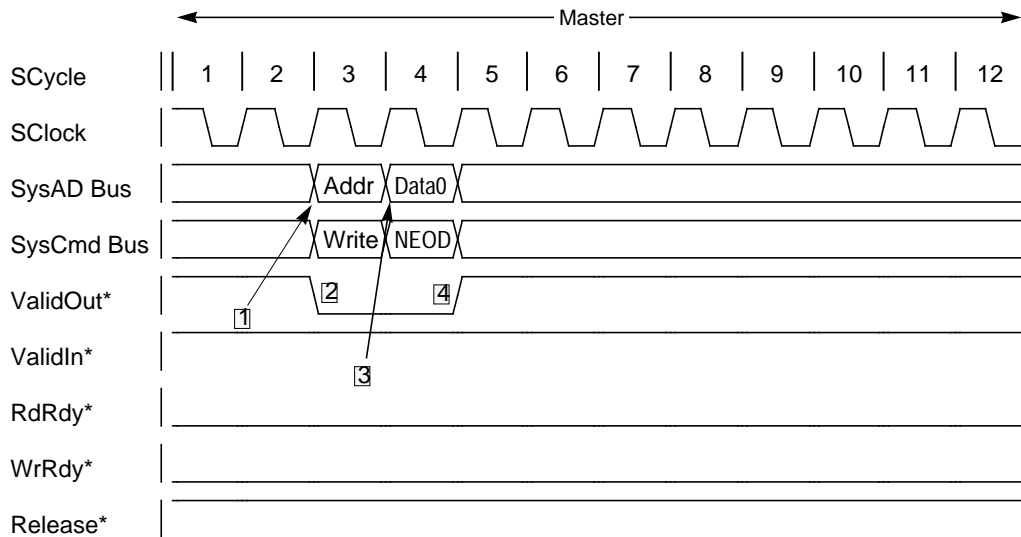 Master
SCycle 1 2 3 4 5 6 7 8 9 10 11 12
SClock
SysAD Bus Addr Data0
SysCmd Bus Write NEOD
ValidOut* 2 4
1
ValidIn*
3
RdRdy*
WrRdy*
Release*